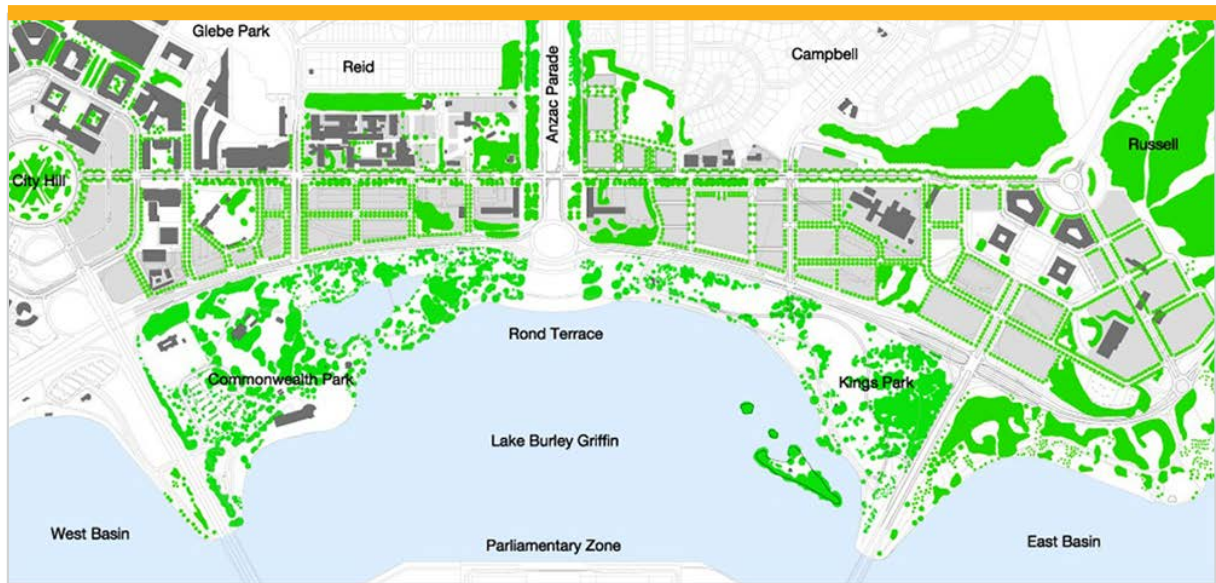 Glebe Park
Reid
Anzac Parade
Campbell
Russell
City Hill
Rond Terrace
Commonwealth Park
Kings Park
Lake Burley Griffin
West Basin
Parliamentary Zone
East Basin